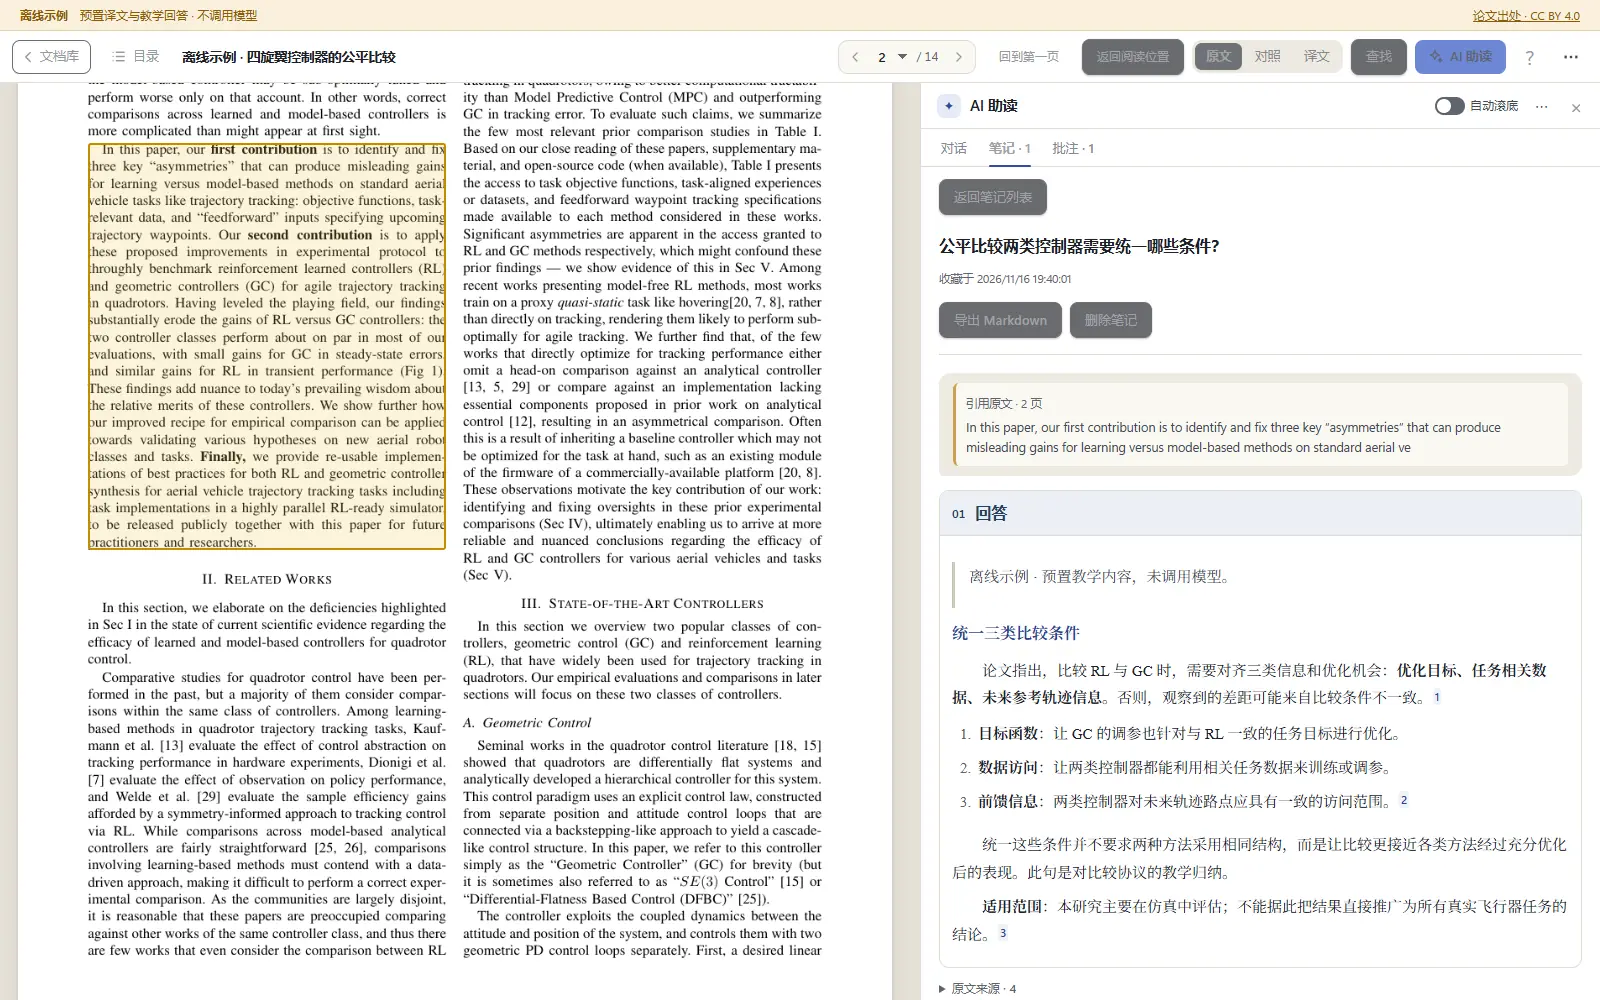 离线示例 预置译文与教学回答 · 不调用模型
论文出处 · CC BY 4.0
文档库
目录
离线示例 · 四旋翼控制器的公平比较
2 / 14
回到第一页
返回阅读位置
原文 对照 译文
查找
AI 助读
?
perform worse only on that account. In other words, correct
comparisons across learned and model-based controllers is
more complicated than might appear at first sight.
In this paper, our first contribution is to identify and fix
three key “asymmetries” that can produce misleading gains
for learning versus model-based methods on standard aerial
vehicle tasks like trajectory tracking: objective functions, task-
relevant data, and “feedforward” inputs specifying upcoming
trajectory waypoints. Our second contribution is to apply
these proposed improvements in experimental protocol to
throughly benchmark reinforcement learned controllers (RL)
and geometric controllers (GC) for agile trajectory tracking
in quadrotors. Having leveled the playing field, our findings
substantially erode the gains of RL versus GC controllers: the
two controller classes perform about on par in most of our
evaluations, with small gains for GC in steady-state errors,
and similar gains for RL in transient performance (Fig 1).
These findings add nuance to today’s prevailing wisdom about
the relative merits of these controllers. We show further how
our improved recipe for empirical comparison can be applied
towards validating various hypotheses on new aerial robot
classes and tasks. Finally, we provide re-usable implemen-
tations of best practices for both RL and geometric controller
synthesis for aerial vehicle trajectory tracking tasks including
task implementations in a highly parallel RL-ready simulator,
to be released publicly together with this paper for future
practitioners and researchers.
II. RELATED WORKS
In this section, we elaborate on the deficiencies highlighted
in Sec I in the state of current scientific evidence regarding the
efficacy of learned and model-based controllers for quadrotor
control.
Comparative studies for quadrotor control have been per-
formed in the past, but a majority of them consider compar-
isons within the same class of controllers. Among learning-
based methods in quadrotor trajectory tracking tasks, Kauf-
mann et al. [13] evaluate the effect of control abstraction on
tracking performance in hardware experiments, Dionigi et al.
[7] evaluate the effect of observation on policy performance,
and Welde et al. [29] evaluate the sample efficiency gains
afforded by a symmetry-informed approach to tracking control
via RL. While comparisons across model-based analytical
controllers are fairly straightforward [25, 26], comparisons
involving learning-based methods must contend with a data-
driven approach, making it difficult to perform a correct exper-
imental comparison. As the communities are largely disjoint,
it is reasonable that these papers are preoccupied comparing
against other works of the same controller class, and thus there
are few works that even consider the comparison between RL
ity than Model Predictive Control (MPC) and outperforming
GC in tracking error. To evaluate such claims, we summarize
the few most relevant prior comparison studies in Table I.
Based on our close reading of these papers, supplementary ma-
terial, and open-source code (when available), Table I presents
the access to task objective functions, task-aligned experiences
or datasets, and feedforward waypoint tracking specifications
made available to each method considered in these works.
Significant asymmetries are apparent in the access granted to
RL and GC methods respectively, which might confound these
prior findings — we show evidence of this in Sec V. Among
recent works presenting model-free RL methods, most works
train on a proxy quasi-static task like hovering[20, 7, 8], rather
than directly on tracking, rendering them likely to perform sub-
optimally for agile tracking. We further find that, of the few
works that directly optimize for tracking performance either
omit a head-on comparison against an analytical controller
[13, 5, 29] or compare against an implementation lacking
essential components proposed in prior work on analytical
control [12], resulting in an asymmetrical comparison. Often
this is a result of inheriting a baseline controller which may not
be optimized for the task at hand, such as an existing module
of the firmware of a commercially-available platform [20, 8].
These observations motivate the key contribution of our work:
identifying and fixing oversights in these prior experimental
comparisons (Sec IV), ultimately enabling us to arrive at more
reliable and nuanced conclusions regarding the efficacy of
RL and GC controllers for various aerial vehicles and tasks
(Sec V).
III. STATE-OF-THE-ART CONTROLLERS
In this section we overview two popular classes of con-
trollers, geometric control (GC) and reinforcement learning
(RL), that have widely been used for trajectory tracking in
quadrotors. Our empirical evaluations and comparisons in later
sections will focus on these two classes of controllers.
A. Geometric Control
Seminal works in the quadrotor control literature [18, 15]
showed that quadrotors are differentially flat systems and
analytically developed a hierarchical controller for this system.
This control paradigm uses an explicit control law, constructed
from separate position and attitude control loops that are
connected via a backstepping-like approach to yield a cascade-
like control structure. In this paper, we refer to this controller
simply as the “Geometric Controller” (GC) for brevity (but
it is sometimes also referred to as “SE(3) Control” [15] or
“Differential-Flatness Based Control (DFBC)” [25]).
The controller exploits the coupled dynamics between the
attitude and position of the system, and controls them with two
geometric PD control loops separately. First, a desired linear
AI 助读
自动滚底
对话 笔记 · 1 批注 · 1
返回笔记列表
公平比较两类控制器需要统一哪些条件?
收藏于 2026/11/16 19:40:01
导出 Markdown 删除笔记
引用原文 · 2 页
In this paper, our first contribution is to identify and fix three key “asymmetries” that can produce
misleading gains for learning versus model-based methods on standard aerial ve
01 回答
离线示例 · 预置教学内容，未调用模型。
统一三类比较条件
论文指出，比较 RL 与 GC 时，需要对齐三类信息和优化机会：优化目标、任务相关数
据、未来参考轨迹信息。否则，观察到的差距可能来自比较条件不一致。 1
1. 目标函数：让 GC 的调参也针对与 RL 一致的任务目标进行优化。
2. 数据访问：让两类控制器都能利用相关任务数据来训练或调参。
3. 前馈信息：两类控制器对未来轨迹路点应具有一致的访问范围。 2
统一这些条件并不要求两种方法采用相同结构，而是让比较更接近各类方法经过充分优化
后的表现。此句是对比较协议的教学归纳。
适用范围：本研究主要在仿真中评估；不能据此把结果直接推广为所有真实飞行器任务的
结论。 3
原文来源 · 4